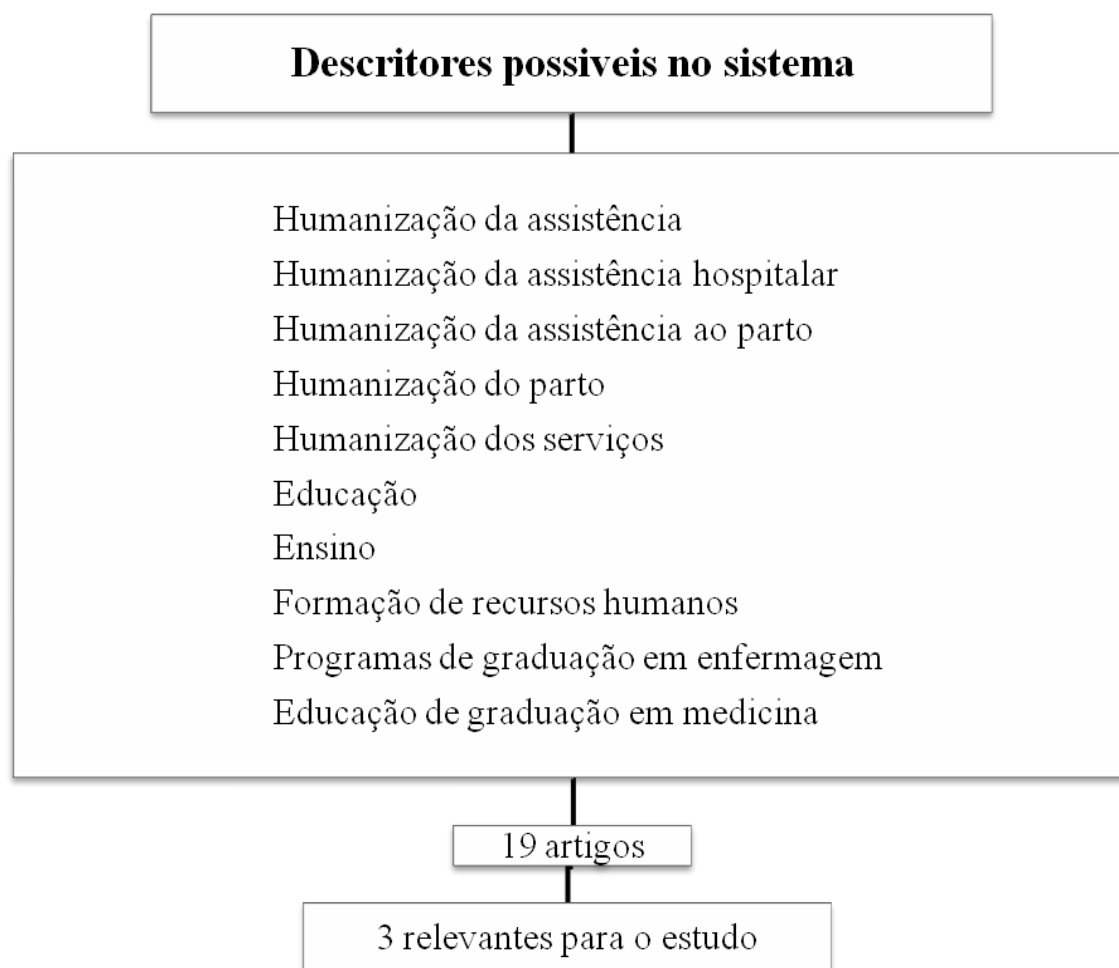 Descritores possiveis no sistema
Humanização da assistência
Humanização da assistência hospitalar
Humanização da assistência ao parto
Humanização do parto
Humanização dos serviços
Educação
Ensino
Formação de recursos humanos
Programas de graduação em enfermagem
Educação de graduação em medicina
19 artigos
3 relevantes para o estudo